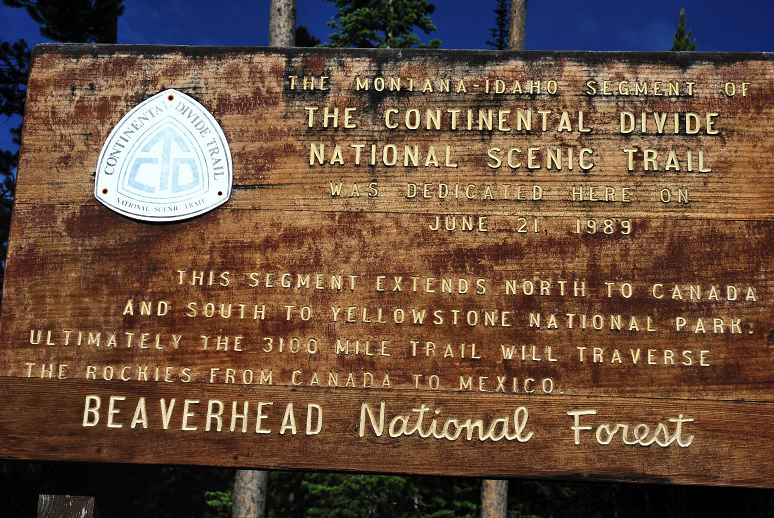 THE MONTANA-IDAHO SEGMENT OF
THE CONTINENTAL DIVIDE
NATIONAL SCENIC TRAIL
WAS DEDICATED HERE ON
JUNE 21, 1989
CONTINENTAL DIVIDE TRAIL
CD
NATIONAL SCENIC TRAIL
THIS SEGMENT EXTENDS NORTH TO CANADA
AND SOUTH TO YELLOWSTONE NATIONAL PARK.
ULTIMATELY THE 3100 MILE TRAIL WILL TRAVERSE
THE ROCKIES FROM CANADA TO MEXICO.
BEAVERHEAD National Forest